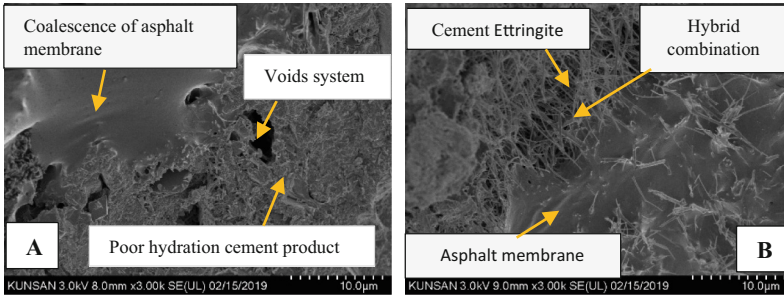 Coalescence of asphalt
membrane
Voids system
Poor hydration cement product
A
KUNSAN 3.0kV 8.0mm x3.00k SE(UL) 02/15/2019
10.0µm
Cement Ettringite
Hybrid
combination
Asphalt membrane
B
KUNSAN 3.0kV 9.0mm x3.00k SE(UL) 02/15/2019
10.0µm